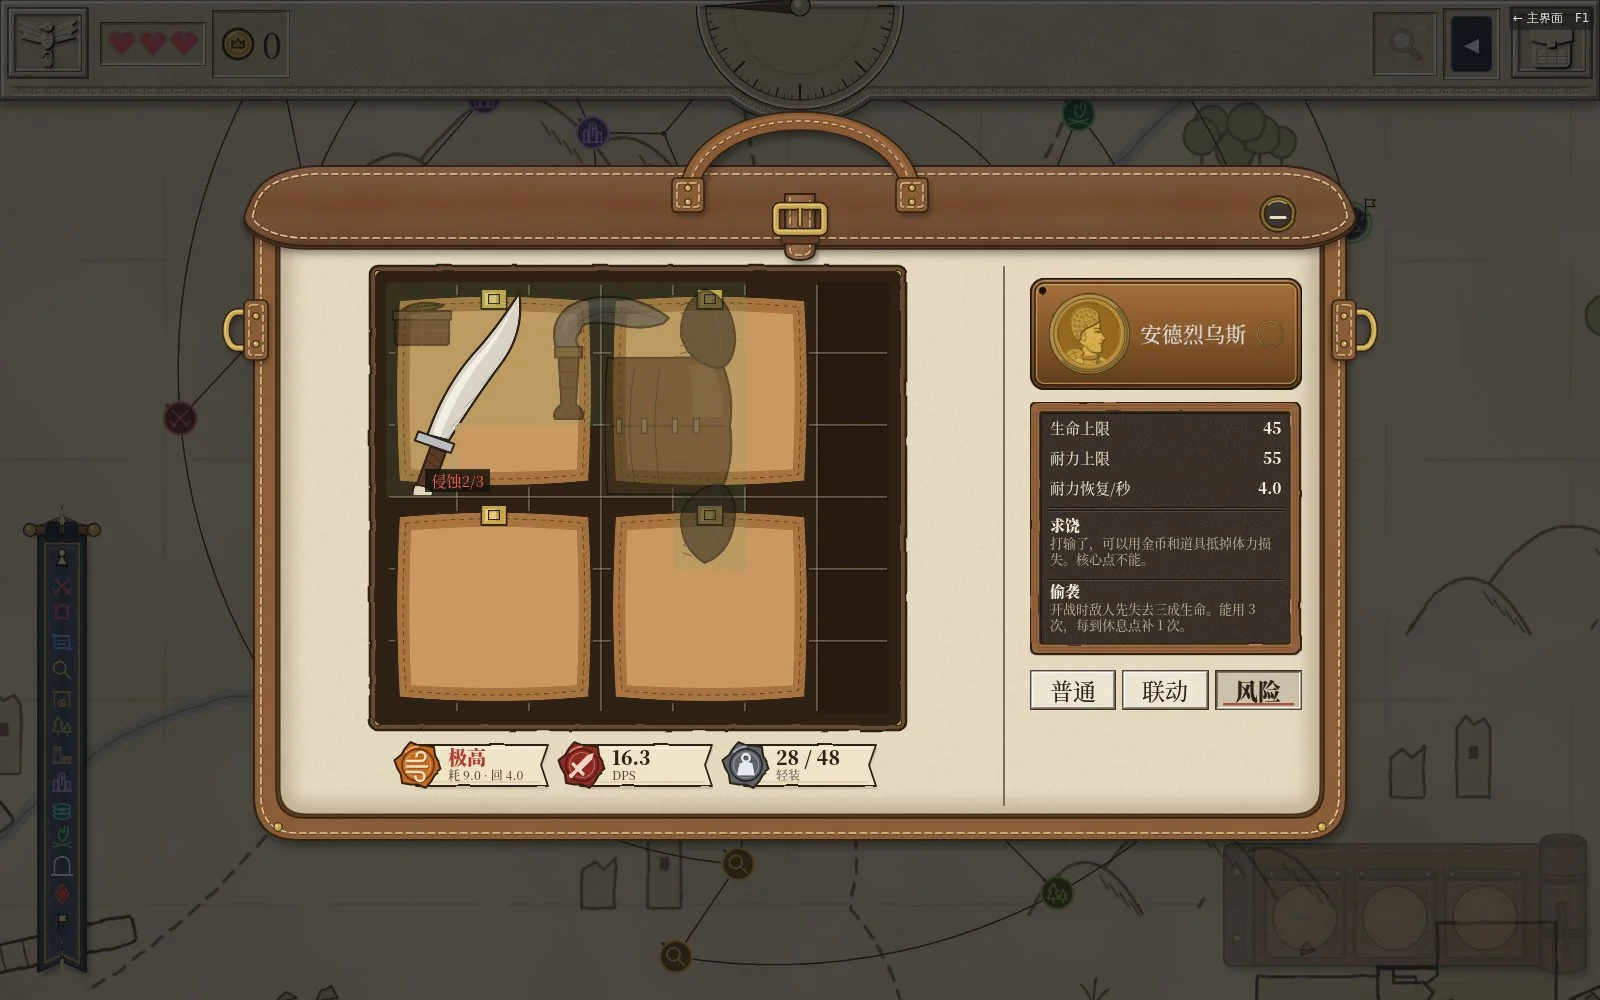 ← 主界面 F1
0
安德烈乌斯
生命上限 45
耐力上限 55
耐力恢复/秒 4.0
求饶
打输了，可以用金币和道具抵掉体力损
失。核心点不能。
偷袭
开战时敌人先失去三成生命。能用 3
次，每到休息点补 1 次。
普通 联动 风险
侵蚀2/3
极高
耗 9.0 · 回 4.0
16.3
DPS
28 / 48
轻装